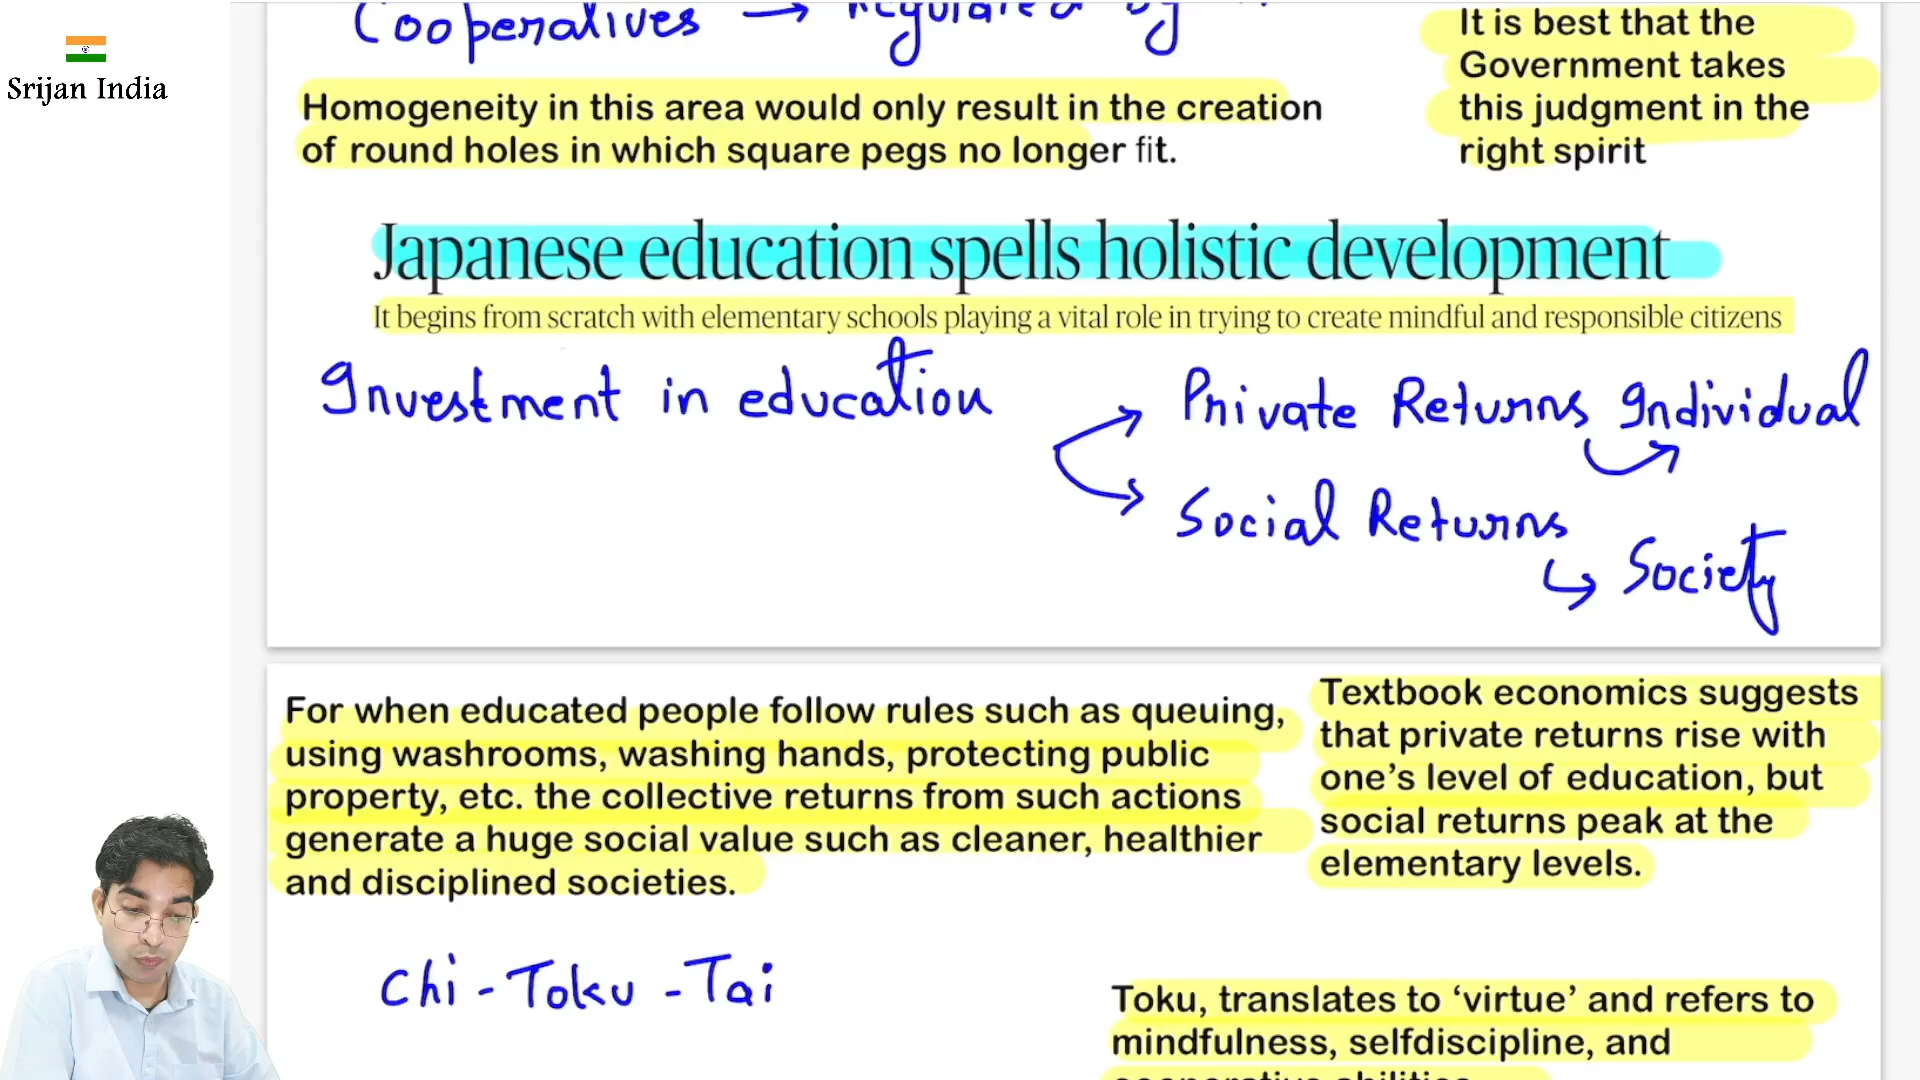 Cooperatives → Regulated by
It is best that the
Government takes
this judgment in the
right spirit
Srijan India
Homogeneity in this area would only result in the creation
of round holes in which square pegs no longer fit.
Japanese education spells holistic development
It begins from scratch with elementary schools playing a vital role in trying to create mindful and responsible citizens
Investment in education
Private Returns Individual
Social Returns
↳ Society
For when educated people follow rules such as queuing,
using washrooms, washing hands, protecting public
property, etc. the collective returns from such actions
generate a huge social value such as cleaner, healthier
and disciplined societies.
Textbook economics suggests
that private returns rise with
one's level of education, but
social returns peak at the
elementary levels.
Chi - Toku - Tai
Toku, translates to ‘virtue’ and refers to
mindfulness, selfdiscipline, and